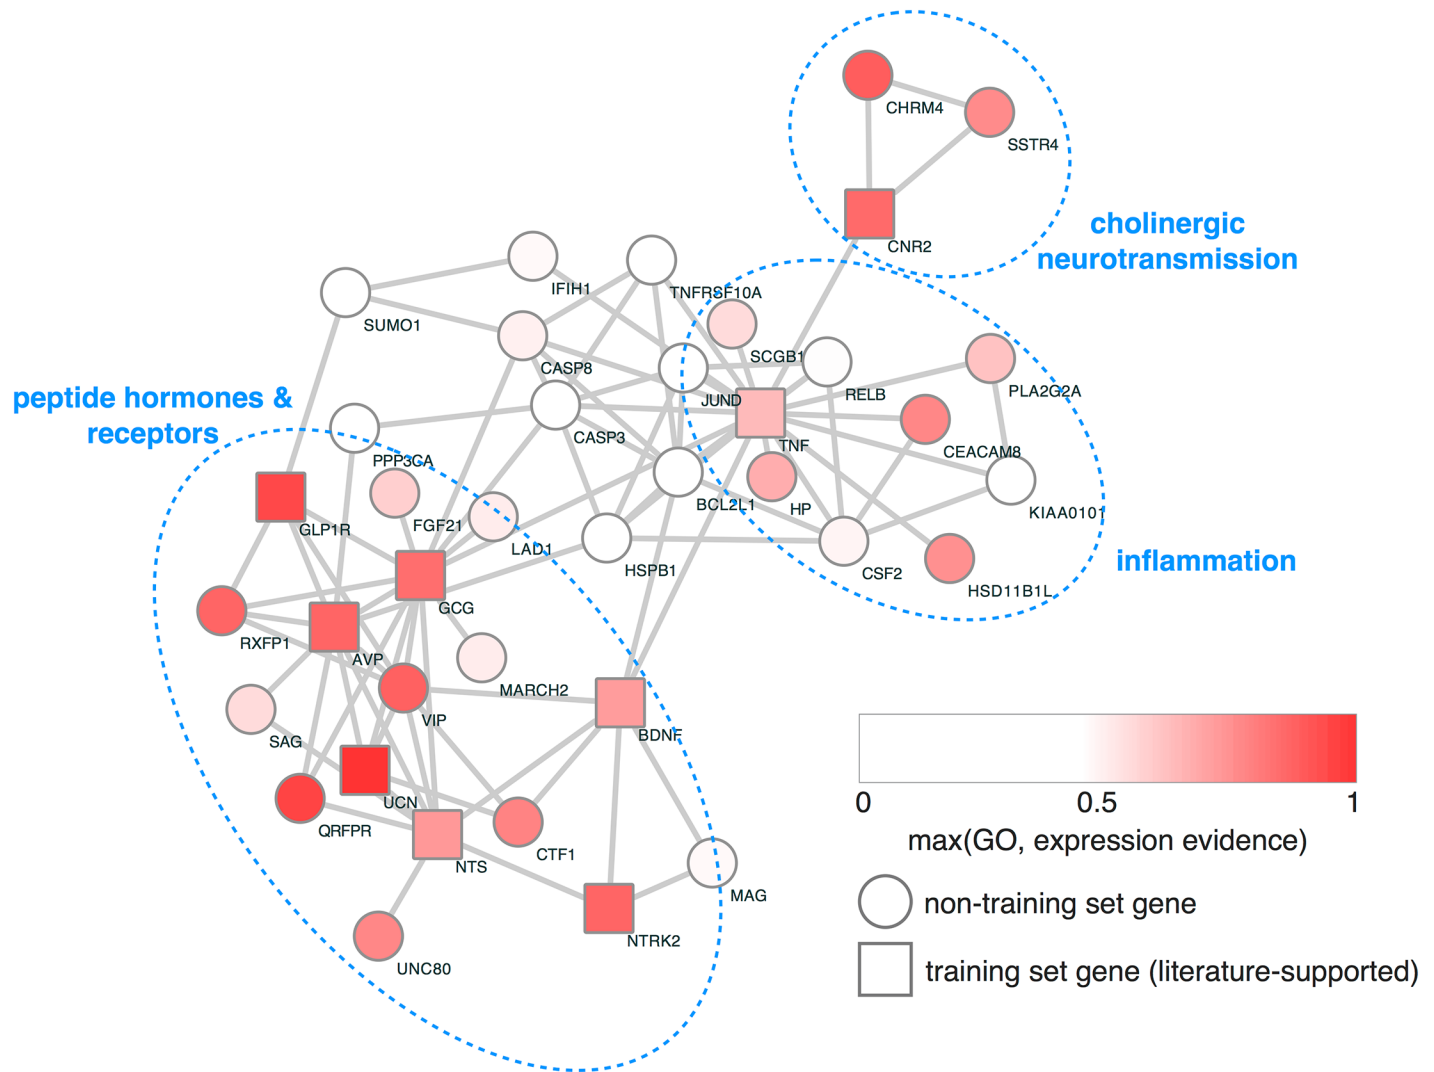 CHRM4
SSTR4
cholinergic
neurotransmission
CNR2
IFIH1
TNFRSF10A
SUMO1
SCGB1
CASP8
RELB
PLA2G2A
peptide hormones &
receptors
JUND
CASP3
TNF
CEACAM8
PPP3CA
BCL2L1
HP
KIAA0101
GLP1R
FGF21
LAD1
HSPB1
CSF2
inflammation
HSD11B1L
GCG
RXFP1
AVP
MARCH2
VIP
BDNF
SAG
UCN
QRFPR
CTF1
NTS
MAG
NTRK2
UNC80
0
0.5
1
max(GO, expression evidence)
non-training set gene
training set gene (literature-supported)